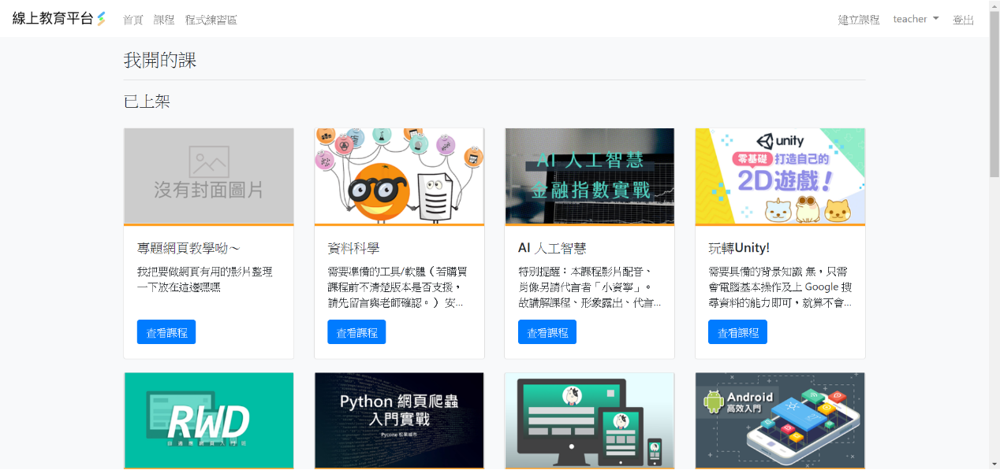 線上教育平台 首頁 課程 程式練習區 建立課程 teacher 登出
我開的課
已上架
沒有封面圖片
專題網頁教學呦～
我把要做網頁有用的影片整理
一下放在這邊嘿嘿
查看課程
資料科學
需要準備的工具/軟體（若購買
課程前不清楚版本是否支援，
請先留言與老師確認。） 安...
查看課程
AI 人工智慧
金融指數實戰
AI 人工智慧
特別提醒：本課程影片配音、
肖像另請代言者「小資寧」。
故講解課程、形象露出、代言...
查看課程
unity
零基礎 打造自己的
2D遊戲！
玩轉Unity!
需要具備的背景知識 無，只需
會電腦基本操作及上 Google 搜
尋資料的能力即可，就算不會...
查看課程
RWD
Python 網頁爬蟲
入門實戰
Pycone 松果城市
Android
高效入門